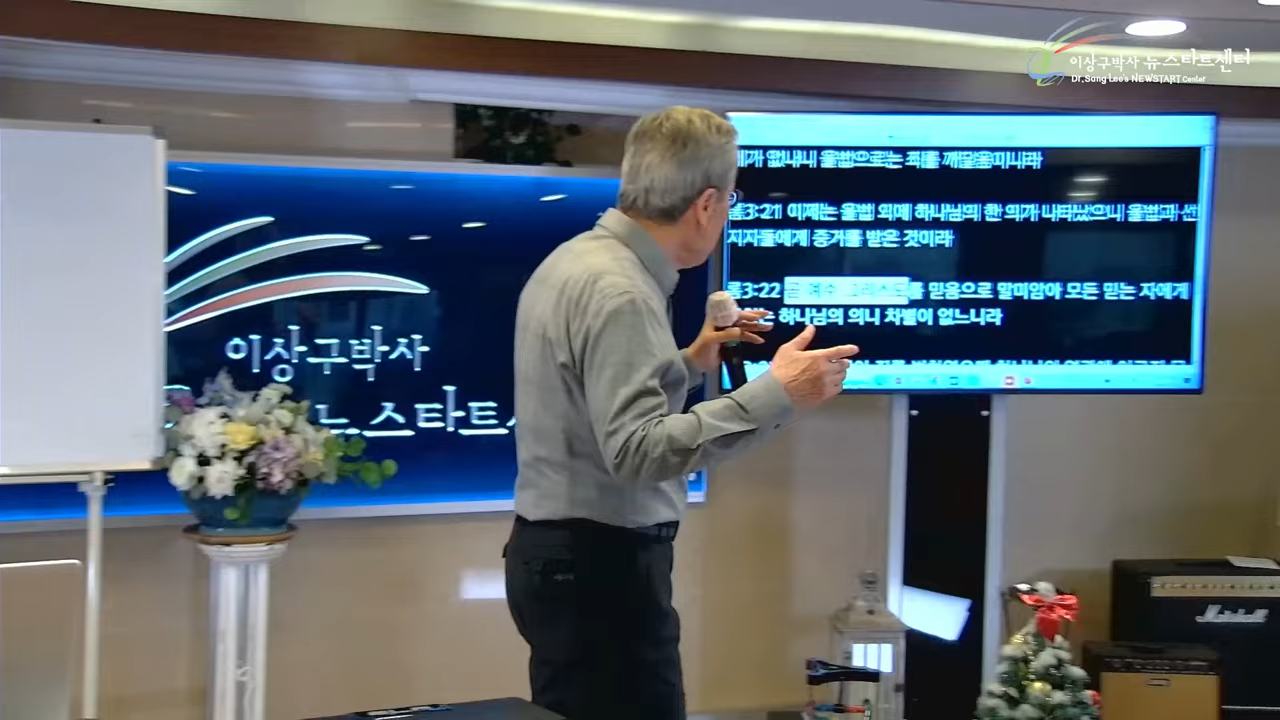 이상구박사 뉴스타트센터
Dr. Sang Lee's NEWSTART Center
없나니 율법으로는 죄를 깨달음이니라
롬3:21 이제는 율법 외에 하나님의 한 의가 나타났으니 율법과 선
지자들에게 증거를 받은 것이라
롬3:22 곧 예수 그리스도를 믿음으로 말미암아 모든 믿는 자에게
하나님의 의니 차별이 없느니라
이상구박사
뉴스타트
Marshall